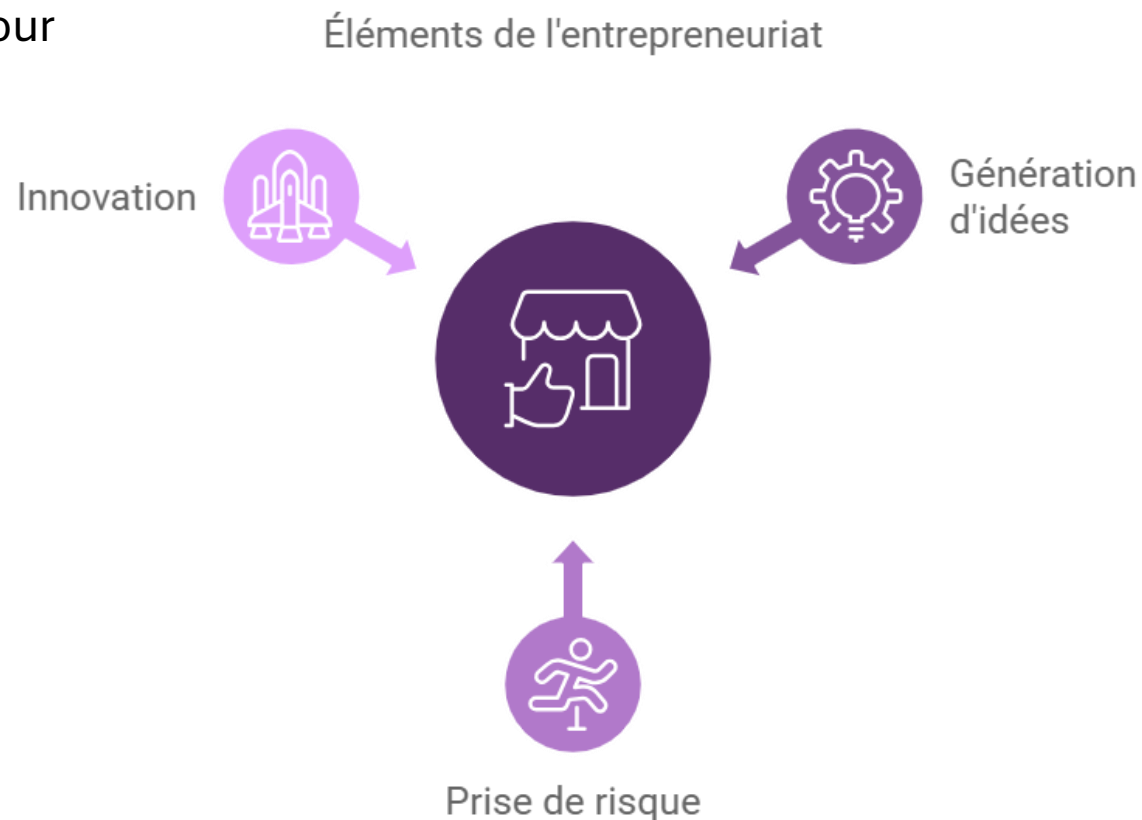 our
Éléments de l'entrepreneuriat
Innovation
Génération
d'idées
Prise de risque